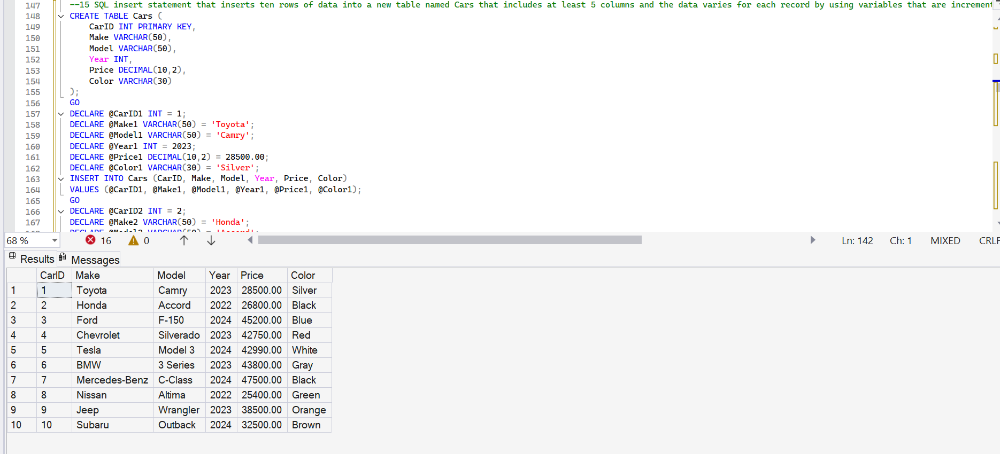 147 --15 SQL insert statement that inserts ten rows of data into a new table named Cars that includes at least 5 columns and the data varies for each record by using variables that are increment
148 CREATE TABLE Cars (
149 CarID INT PRIMARY KEY,
150 Make VARCHAR(50),
151 Model VARCHAR(50),
152 Year INT,
153 Price DECIMAL(10,2),
154 Color VARCHAR(30)
155 );
156 GO
157 DECLARE @CarID1 INT = 1;
158 DECLARE @Make1 VARCHAR(50) = 'Toyota';
159 DECLARE @Model1 VARCHAR(50) = 'Camry';
160 DECLARE @Year1 INT = 2023;
161 DECLARE @Price1 DECIMAL(10,2) = 28500.00;
162 DECLARE @Color1 VARCHAR(30) = 'Silver';
163 INSERT INTO Cars (CarID, Make, Model, Year, Price, Color)
164 VALUES (@CarID1, @Make1, @Model1, @Year1, @Price1, @Color1);
165 GO
166 DECLARE @CarID2 INT = 2;
167 DECLARE @Make2 VARCHAR(50) = 'Honda';
68 % 16 0 Ln: 142 Ch: 1 MIXED CRLF
Results Messages
CarID Make Model Year Price Color
1 1 Toyota Camry 2023 28500.00 Silver
2 2 Honda Accord 2022 26800.00 Black
3 3 Ford F-150 2024 45200.00 Blue
4 4 Chevrolet Silverado 2023 42750.00 Red
5 5 Tesla Model 3 2024 42990.00 White
6 6 BMW 3 Series 2023 43800.00 Gray
7 7 Mercedes-Benz C-Class 2024 47500.00 Black
8 8 Nissan Altima 2022 25400.00 Green
9 9 Jeep Wrangler 2023 38500.00 Orange
10 10 Subaru Outback 2024 32500.00 Brown